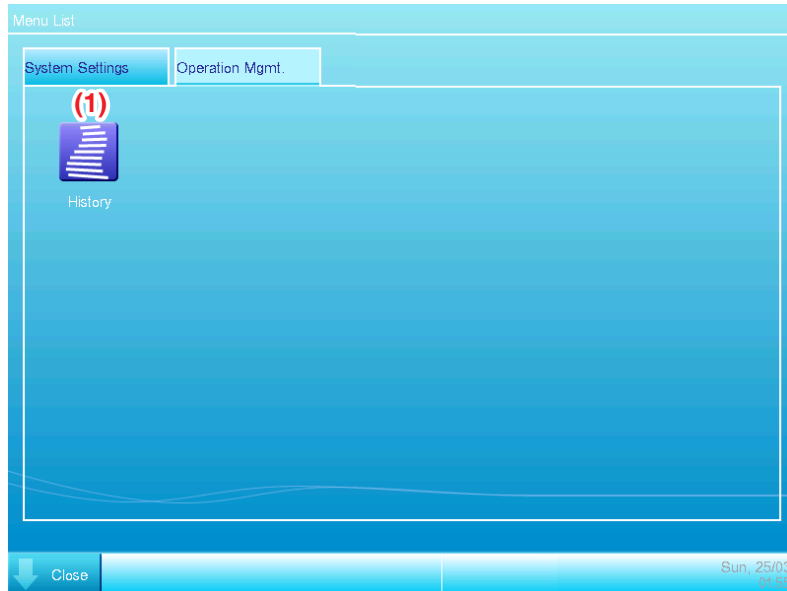 Menu List
System Settings
Operation Mgmt.
(1)
History
Close
Sun, 25/03